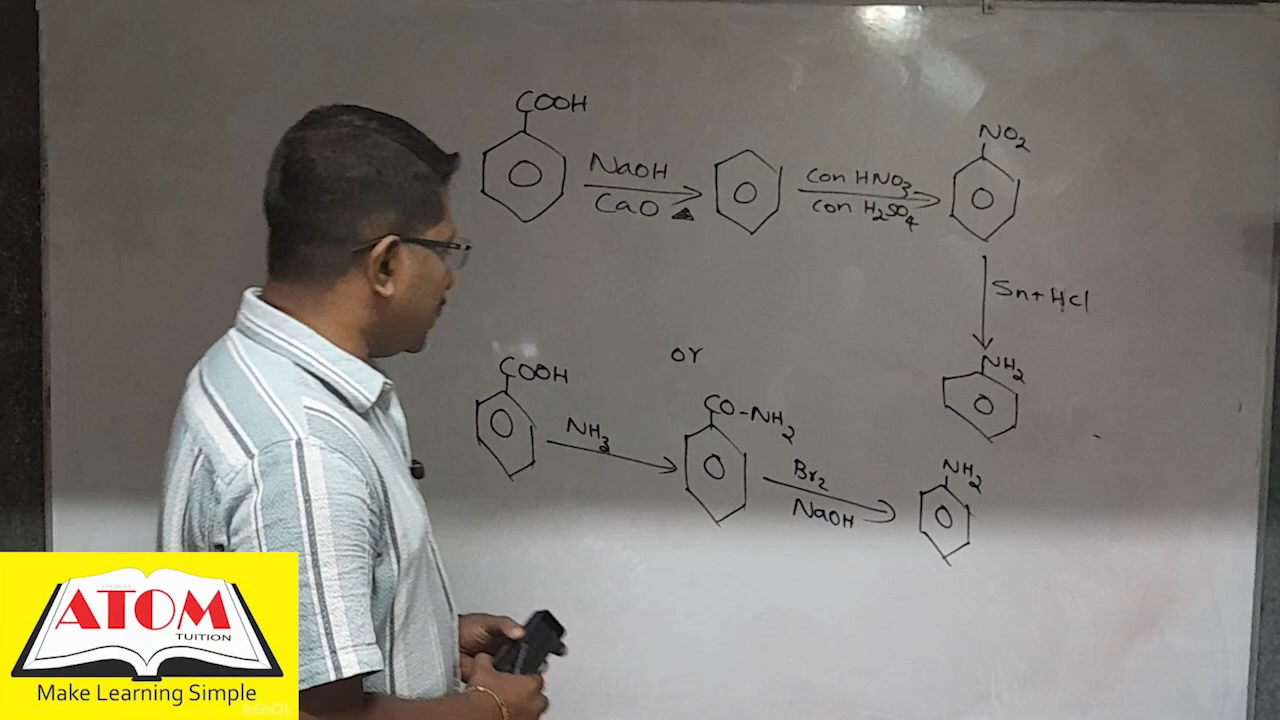 COOH
NaOH
CaO
Con HNO3
Con H2SO4
NO2
Sn+HCl
NH2
or
COOH
NH3
CO-NH2
Br2
NaOH
NH2
ATOM
TUITION
Make Learning Simple
InShOt